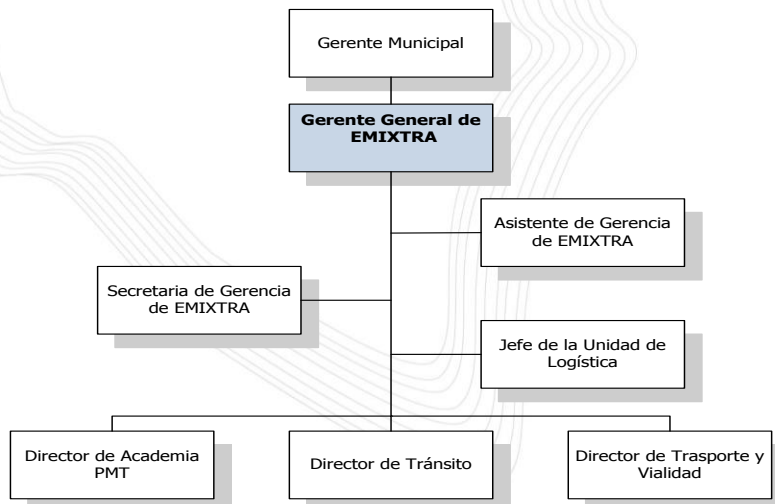 Gerente Municipal
Gerente General de
EMIXTRA
Asistente de Gerencia
de EMIXTRA
Secretaria de Gerencia
de EMIXTRA
Jefe de la Unidad de
Logística
Director de Academia
PMT
Director de Tránsito
Director de Trasporte y
Vialidad